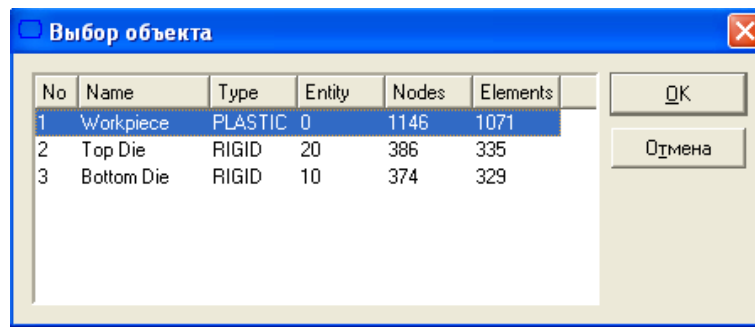 Выбор объекта
No Name Type Entity Nodes Elements OK
1 Workpiece PLASTIC 0 1146 1071
2 Top Die RIGID 20 386 335 Отмена
3 Bottom Die RIGID 10 374 329